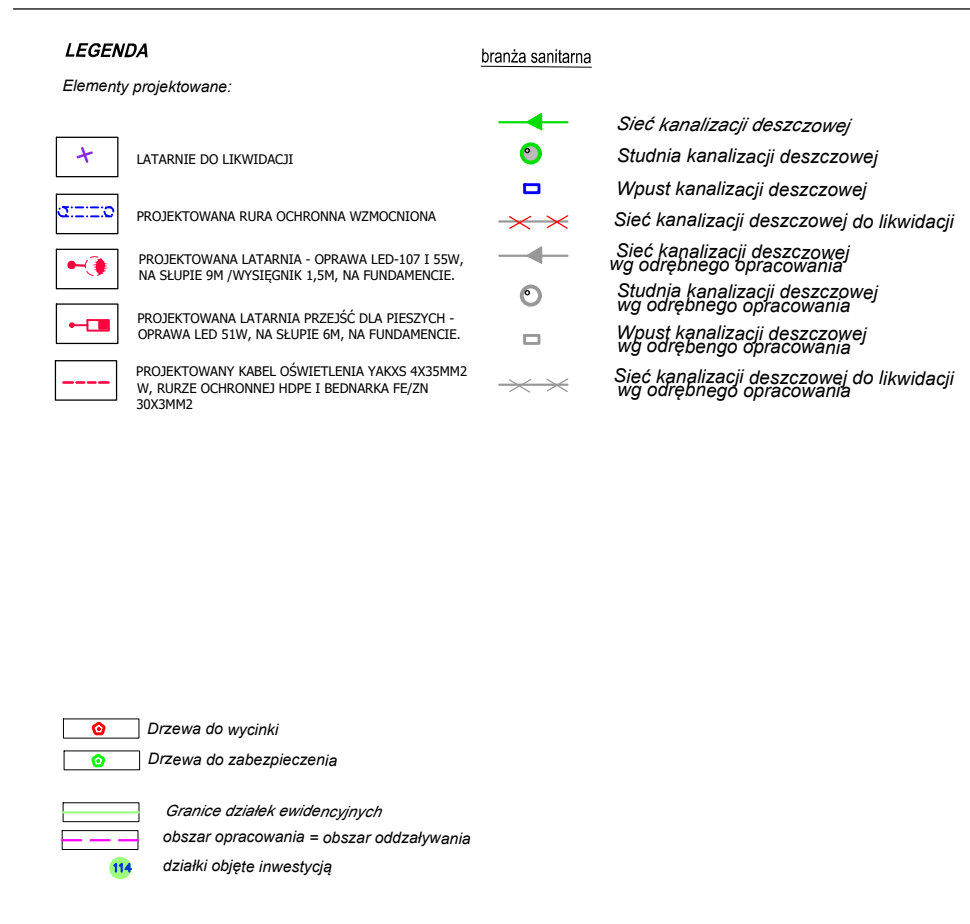 LEGENDA
Elementy projektowane:
LATARNIE DO LIKWIDACJI
PROJEKTOWANA RURA OCHRONNA WZMOCNIONA
PROJEKTOWANA LATARNIA - OPRAWA LED-107 I 55W,
NA SŁUPIE 9M /WYSIĘGNIK 1,5M, NA FUNDAMENCIE.
PROJEKTOWANA LATARNIA PRZEJŚĆ DLA PIESZYCH -
OPRAWA LED 51W, NA SŁUPIE 6M, NA FUNDAMENCIE.
PROJEKTOWANY KABEL OŚWIETLENIA YAKXS 4X35MM2
W, RURZE OCHRONNEJ HDPE I BEDNARKA FE/ZN
30X3MM2
branża sanitarna
Sieć kanalizacji deszczowej
Studnia kanalizacji deszczowej
Wpust kanalizacji deszczowej
Sieć kanalizacji deszczowej do likwidacji
Sieć kanalizacji deszczowej
wg odrębnego opracowania
Studnia kanalizacji deszczowej
wg odrębnego opracowania
Wpust kanalizacji deszczowej
wg odrębengo opracowania
Sieć kanalizacji deszczowej do likwidacji
wg odrębnego opracowania
Drzewa do wycinki
Drzewa do zabezpieczenia
Granice działek ewidencyjnych
obszar opracowania = obszar oddzaływania
114 działki objęte inwestycją